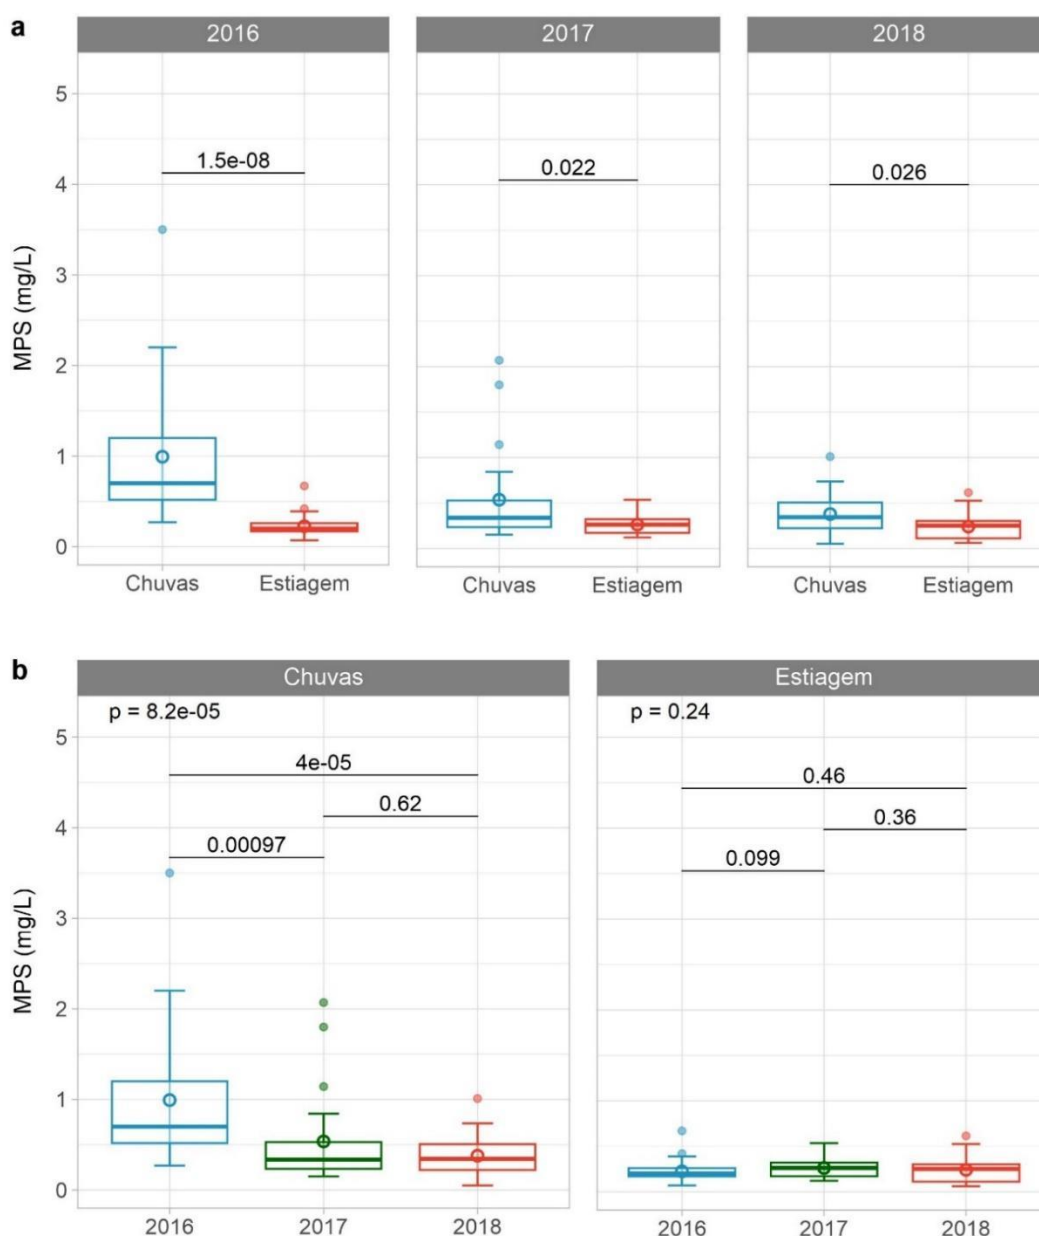 a
2016 2017 2018
MPS (mg/L)
5
4
3
2
1
0
1.5e-08 0.022 0.026
Chuvas Estiagem Chuvas Estiagem Chuvas Estiagem
b
Chuvas Estiagem
p = 8.2e-05 p = 0.24
MPS (mg/L)
5
4
3
2
1
0
4e-05 0.46
0.62 0.36
0.00097 0.099
2016 2017 2018 2016 2017 2018